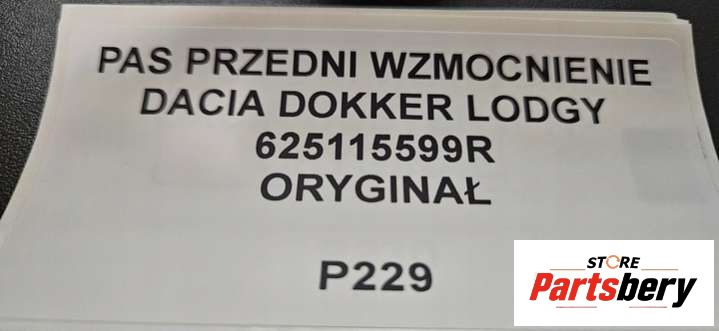 PAS PRZEDNI WZMOCNIENIE
DACIA DOKKER LODGY
625115599R
ORYGINAŁ
P229
STORE
Partsbery